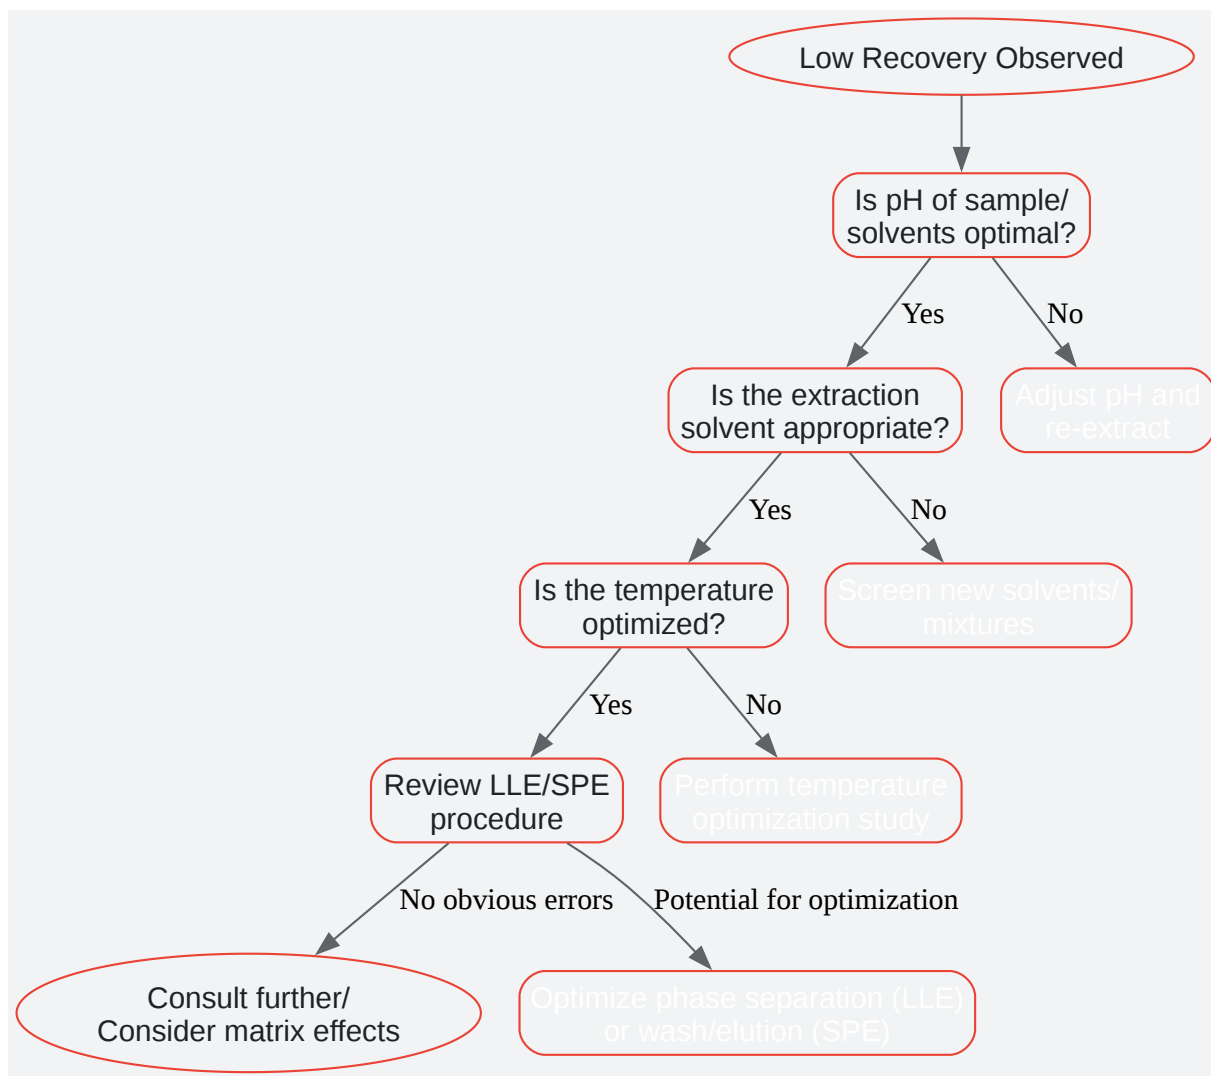 Low Recovery Observed
Is pH of sample/
solvents optimal?
Yes
No
Is the extraction
solvent appropriate?
Adjust pH and
re-extract
Yes
No
Is the temperature
optimized?
Screen new solvents/
mixtures
Yes
No
Review LLE/SPE
procedure
Perform temperature
optimization study
No obvious errors
Potential for optimization
Consult further/
Consider matrix effects
Optimize phase separation (LLE)
or wash/elution (SPE)